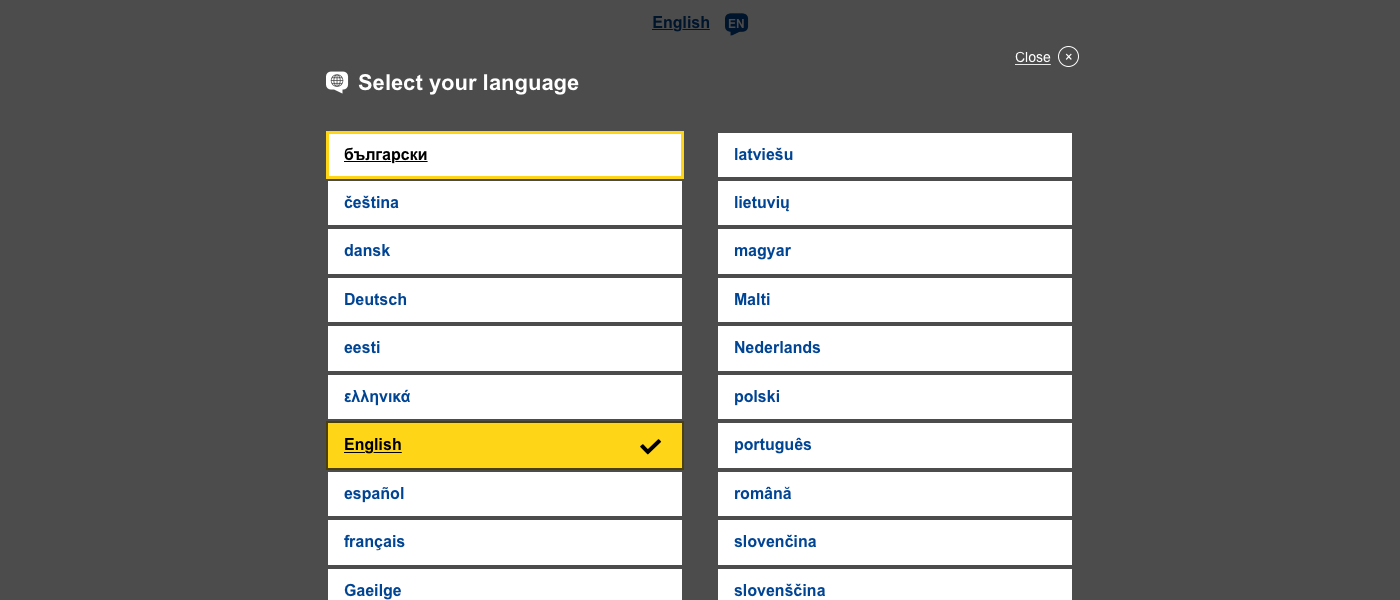 English EN
Close
Select your language
български
čeština
dansk
Deutsch
eesti
ελληνικά
English
español
français
Gaeilge
latviešu
lietuvių
magyar
Malti
Nederlands
polski
português
română
slovenčina
slovenščina